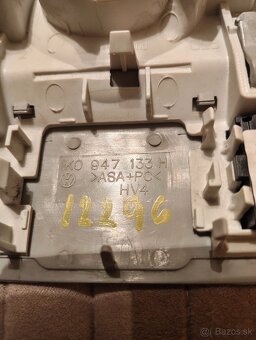 1K0 947 133 H
>ASA+PC<
HV4
12296
© Bazos.sk